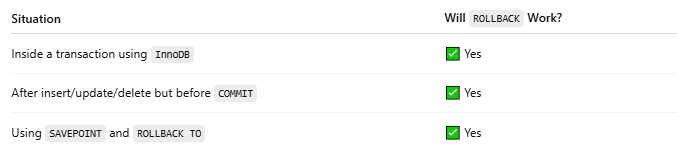 Situation Will ROLLBACK Work?
Inside a transaction using InnoDB ✅ Yes
After insert/update/delete but before COMMIT ✅ Yes
Using SAVEPOINT and ROLLBACK TO ✅ Yes